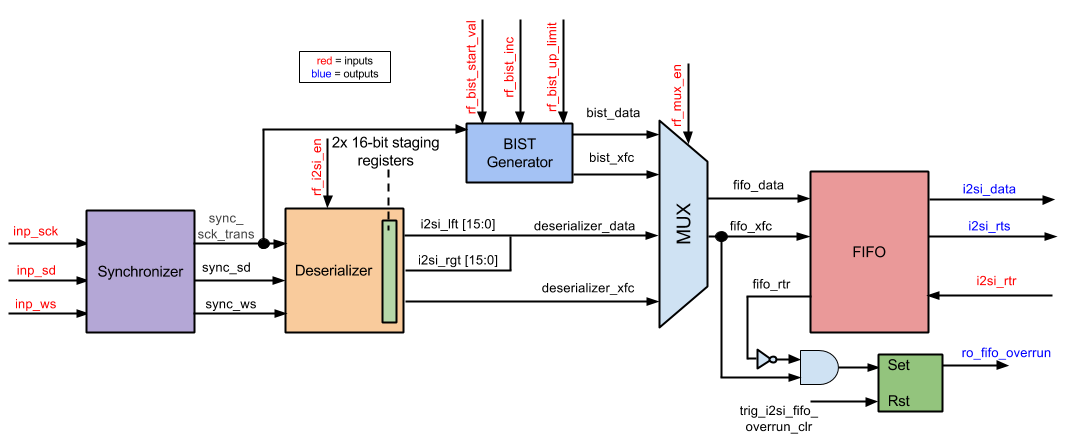 red = inputs
blue = outputs
rf_bist_start_val
rf_bist_inc
rf_bist_up_limit
rf_mux_en
bist_data
BIST
Generator
bist_xfc
2x 16-bit staging
registers
rf_i2si_en
inp_sck
inp_sd
inp_ws
Synchronizer
sync_
sck_trans
sync_sd
sync_ws
Deserializer
i2si_lft [15:0]
i2si_rgt [15:0]
deserializer_data
deserializer_xfc
MUX
fifo_data
fifo_xfc
fifo_rtr
FIFO
i2si_data
i2si_rts
i2si_rtr
Set
Rst
ro_fifo_overrun
trig_i2si_fifo_
overrun_clr